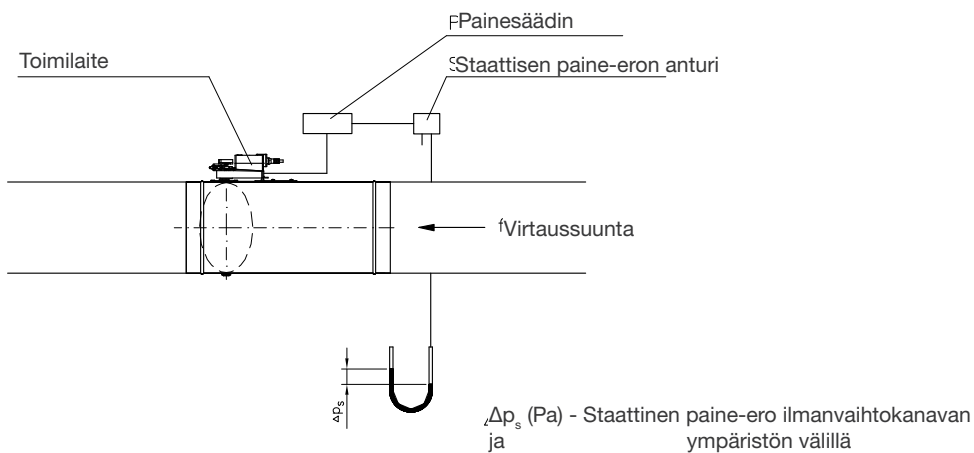 Painesäädin
Toimilaite
Staattisen paine-eron anturi
Virtaussuunta
Δpₛ
Δpₛ (Pa) - Staattinen paine-ero ilmanvaihtokanavan
ja ympäristön välillä